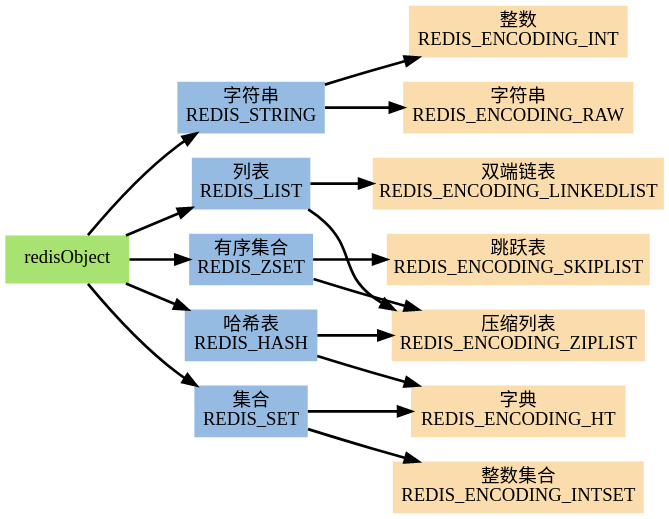 redisObject
字符串
REDIS_STRING
列表
REDIS_LIST
有序集合
REDIS_ZSET
哈希表
REDIS_HASH
集合
REDIS_SET
整数
REDIS_ENCODING_INT
字符串
REDIS_ENCODING_RAW
双端链表
REDIS_ENCODING_LINKEDLIST
跳跃表
REDIS_ENCODING_SKIPLIST
压缩列表
REDIS_ENCODING_ZIPLIST
字典
REDIS_ENCODING_HT
整数集合
REDIS_ENCODING_INTSET